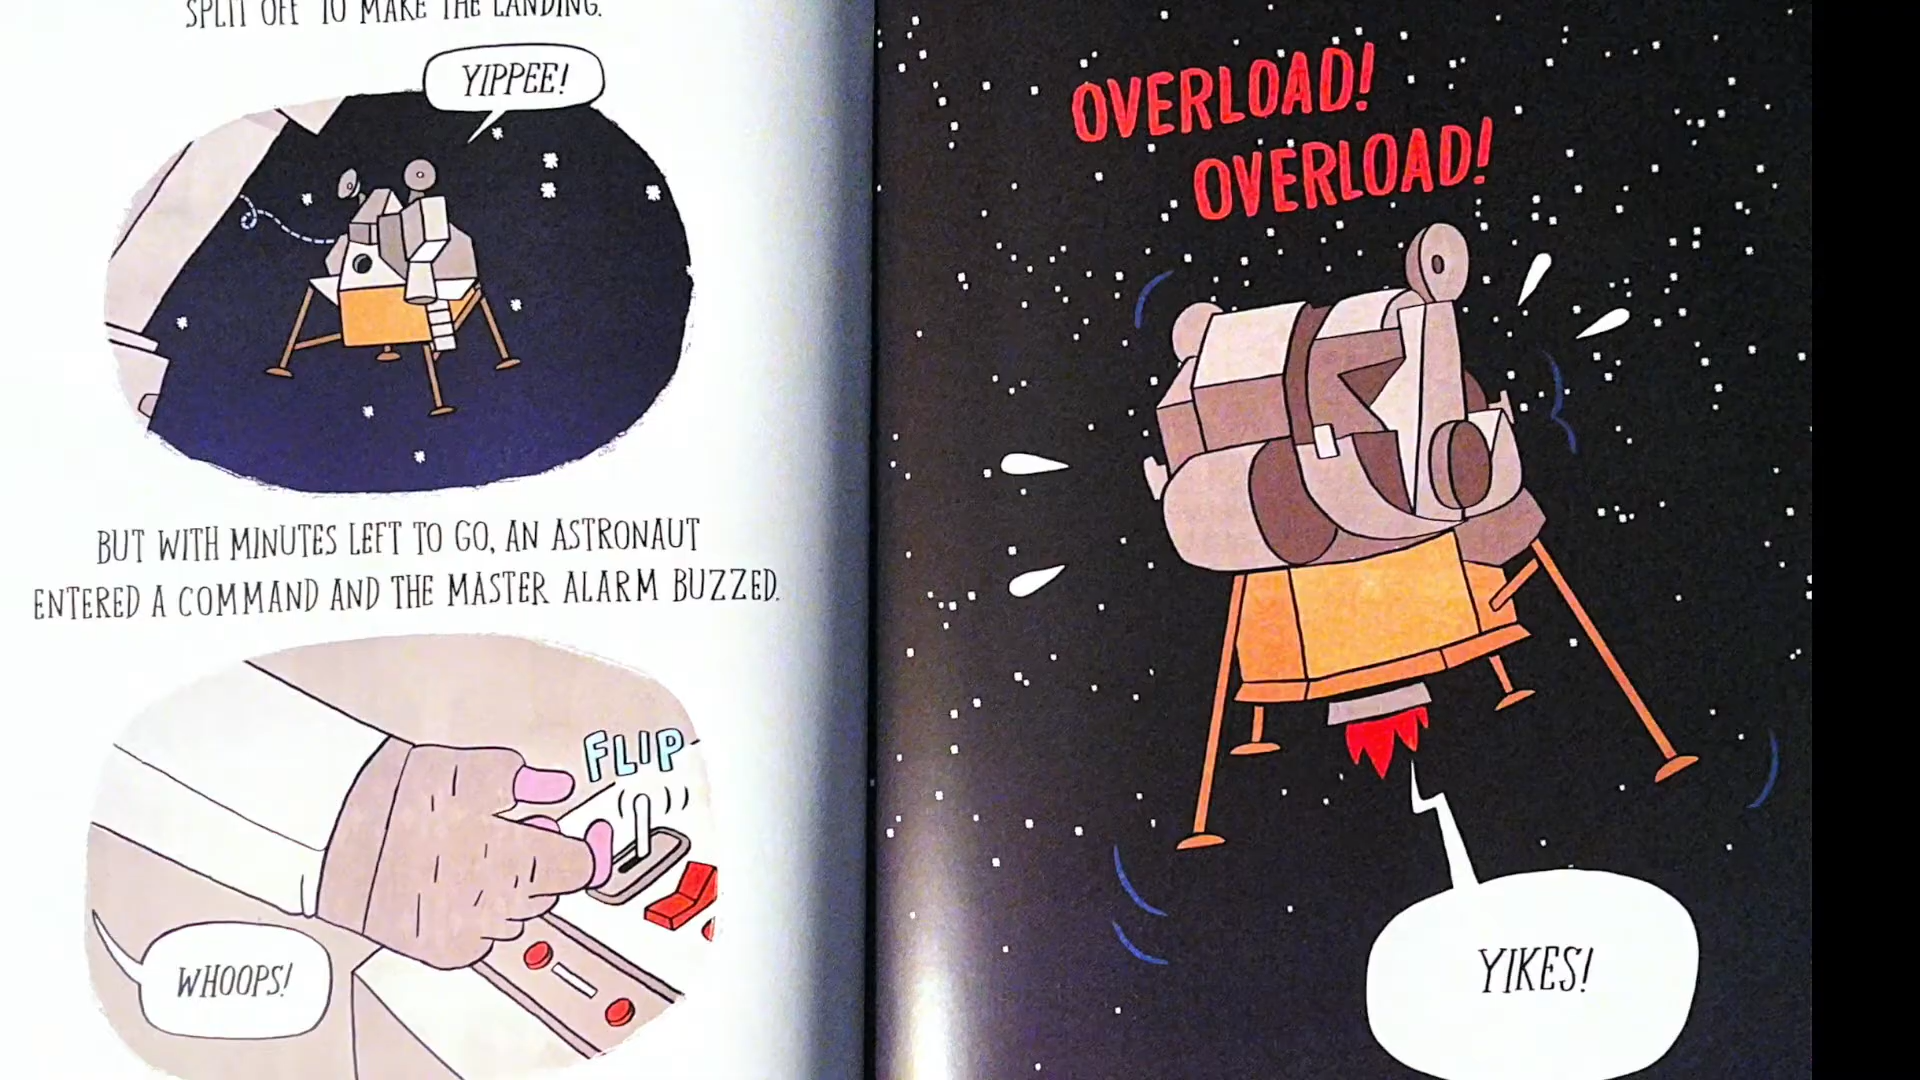 SPLIT OFF TO MAKE THE LANDING.
YIPPEE!
BUT WITH MINUTES LEFT TO GO, AN ASTRONAUT
ENTERED A COMMAND AND THE MASTER ALARM BUZZED.
FLIP
WHOOPS!
OVERLOAD!
OVERLOAD!
YIKES!